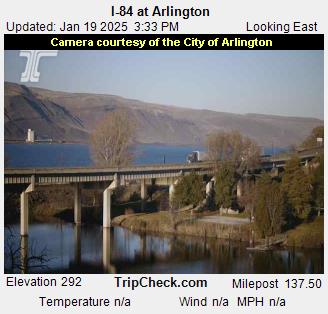 I-84 at Arlington
Updated: Jan 19 2025 3:33 PM Looking East
Camera courtesy of the City of Arlington
Elevation 292 TripCheck.com Milepost 137.50
Temperature n/a Wind n/a MPH n/a